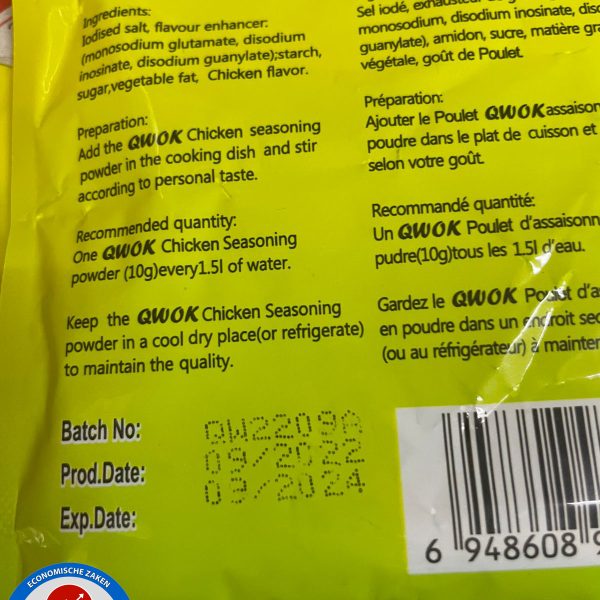 Ingredients:
Iodised salt, flavour enhancer:
(monosodium glutamate, disodium
inosinate, disodium guanylate);starch,
sugar,vegetable fat, Chicken flavor.
Preparation:
Add the QWOK Chicken seasoning
powder in the cooking dish and stir
according to personal taste.
Recommended quantity:
One QWOK Chicken Seasoning
powder (10g)every1.5l of water.
Keep the QWOK Chicken Seasoning
powder in a cool dry place(or refrigerate)
to maintain the quality.
Sel iodé,
monosodium, disodium inosinate,
guanylate), amidon, sucre, matière
végétale, goût de Poulet.
Préparation:
Ajouter le Poulet QWOK
poudre dans le plat de cuisson et
selon votre goût.
Recommandé quantité:
Un QWOK Poulet
pudre(10g)tous les 1.5l d'eau.
Gardez le QWOK Poulet
en poudre dans un endroit
(ou au réfrigérateur) à
Batch No: QW2209A
Prod.Date: 09/2022
Exp.Date: 09/2024
6 948608
ECONOMISCHE ZAKEN